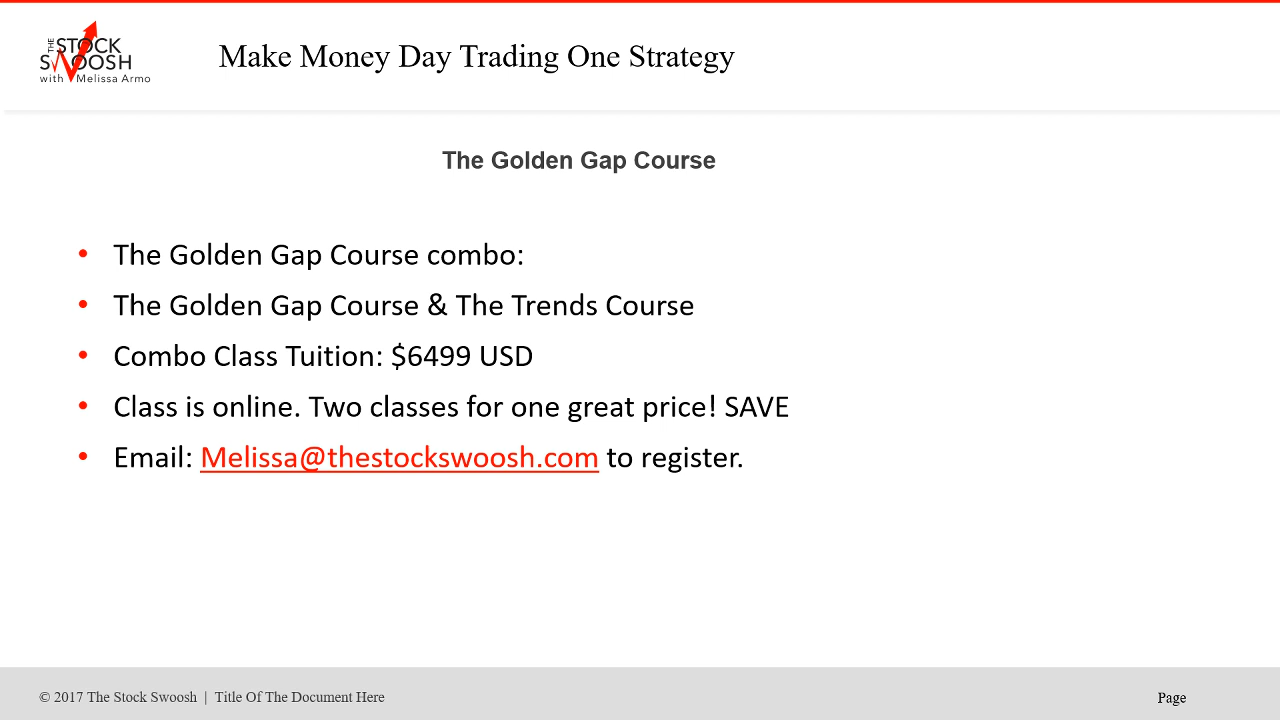 THE STOCK
SWOOSH
with Melissa Armo
Make Money Day Trading One Strategy
The Golden Gap Course
• The Golden Gap Course combo:
• The Golden Gap Course & The Trends Course
• Combo Class Tuition: $6499 USD
• Class is online. Two classes for one great price! SAVE
• Email: Melissa@thestockswoosh.com to register.
© 2017 The Stock Swoosh | Title Of The Document Here
Page